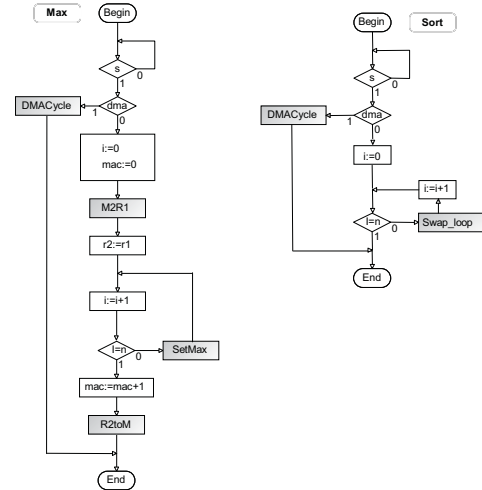 Max
Begin
s
0
1
DMACycle
1
dma
0
i:=0
mac:=0
M2R1
r2:=r1
i:=i+1
I=n
0
SetMax
1
mac:=mac+1
R2toM
End
Begin
Sort
s
0
1
DMACycle
1
dma
0
i:=0
i:=i+1
I=n
0
Swap_loop
1
End